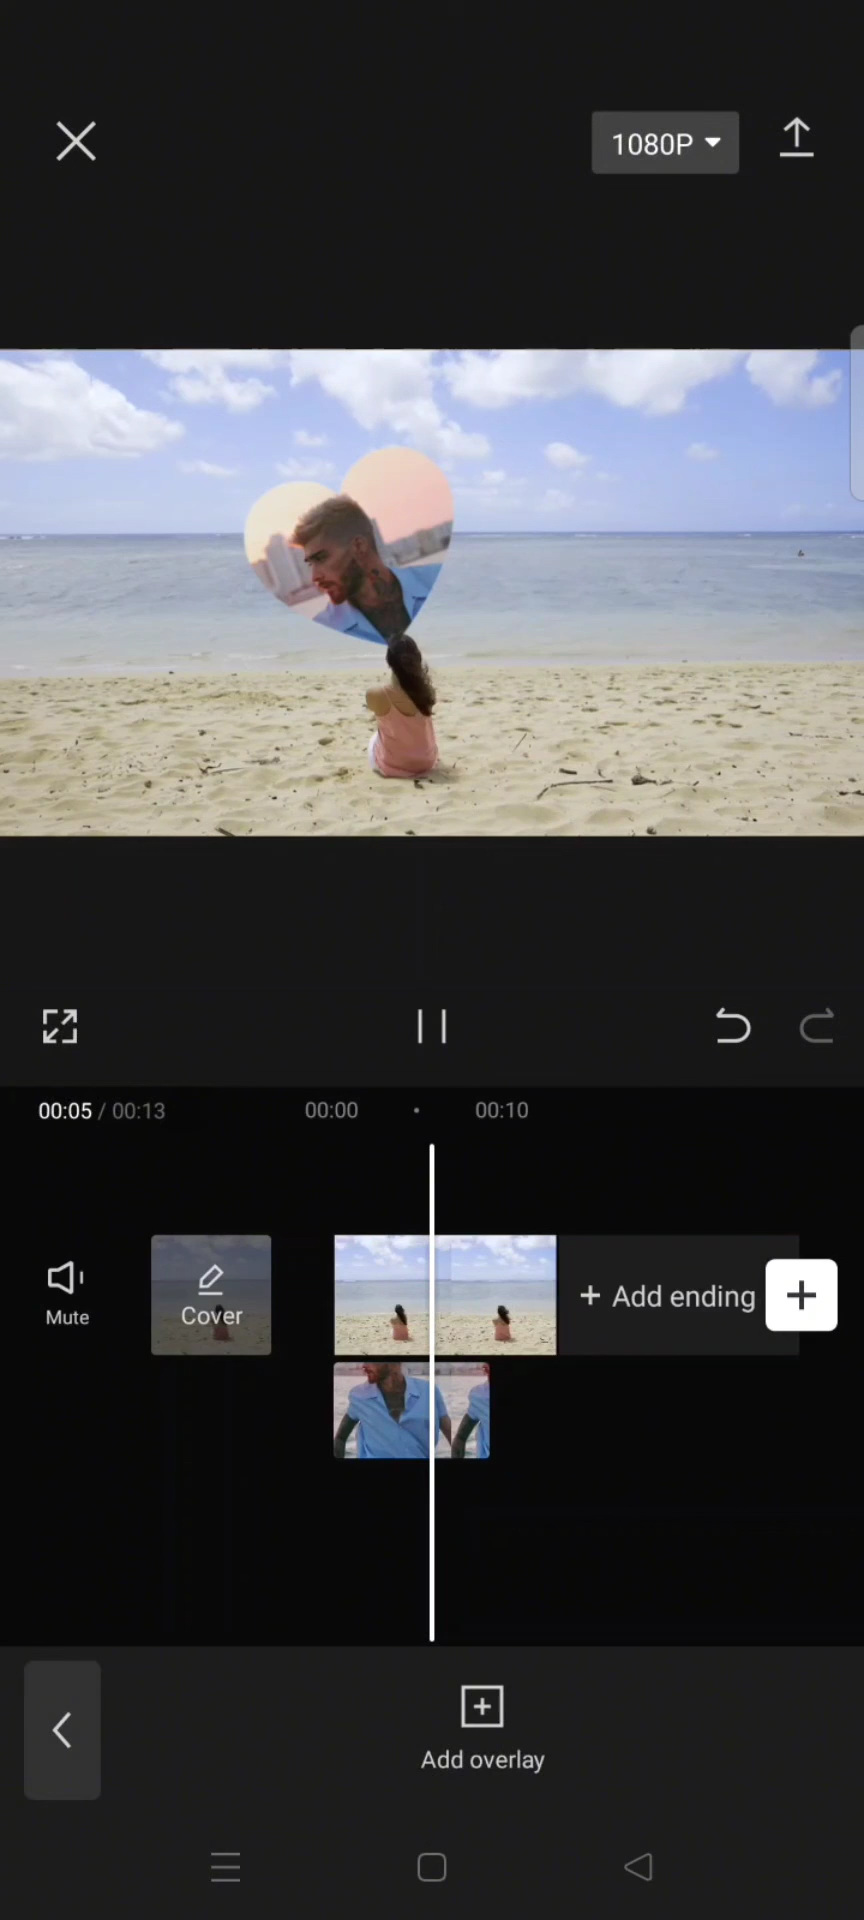 1080P
00:05 / 00:13
00:00
00:10
Mute
Cover
+ Add ending
Add overlay